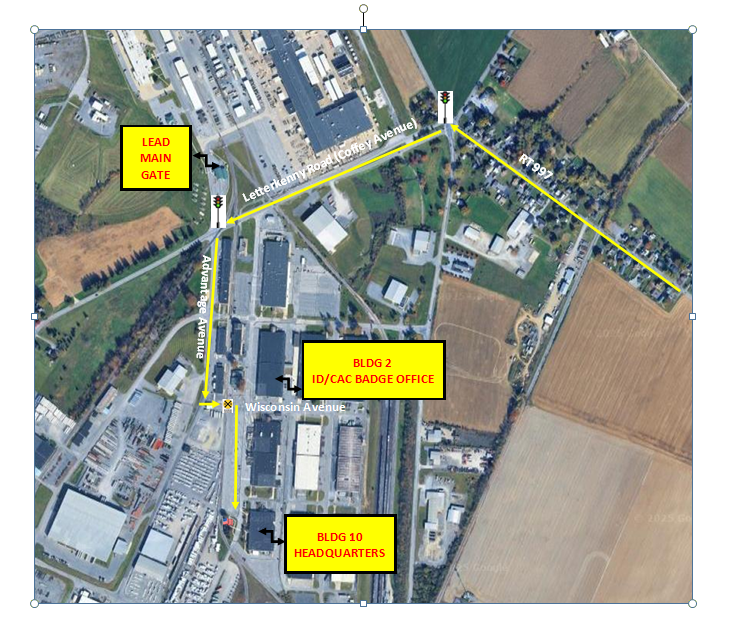 LEAD
MAIN
GATE
Letterkenny Road (Coffey Avenue)
RT 997
Advantage Avenue
BLDG 2
ID/CAC BADGE OFFICE
Wisconsin Avenue
BLDG 10
HEADQUARTERS